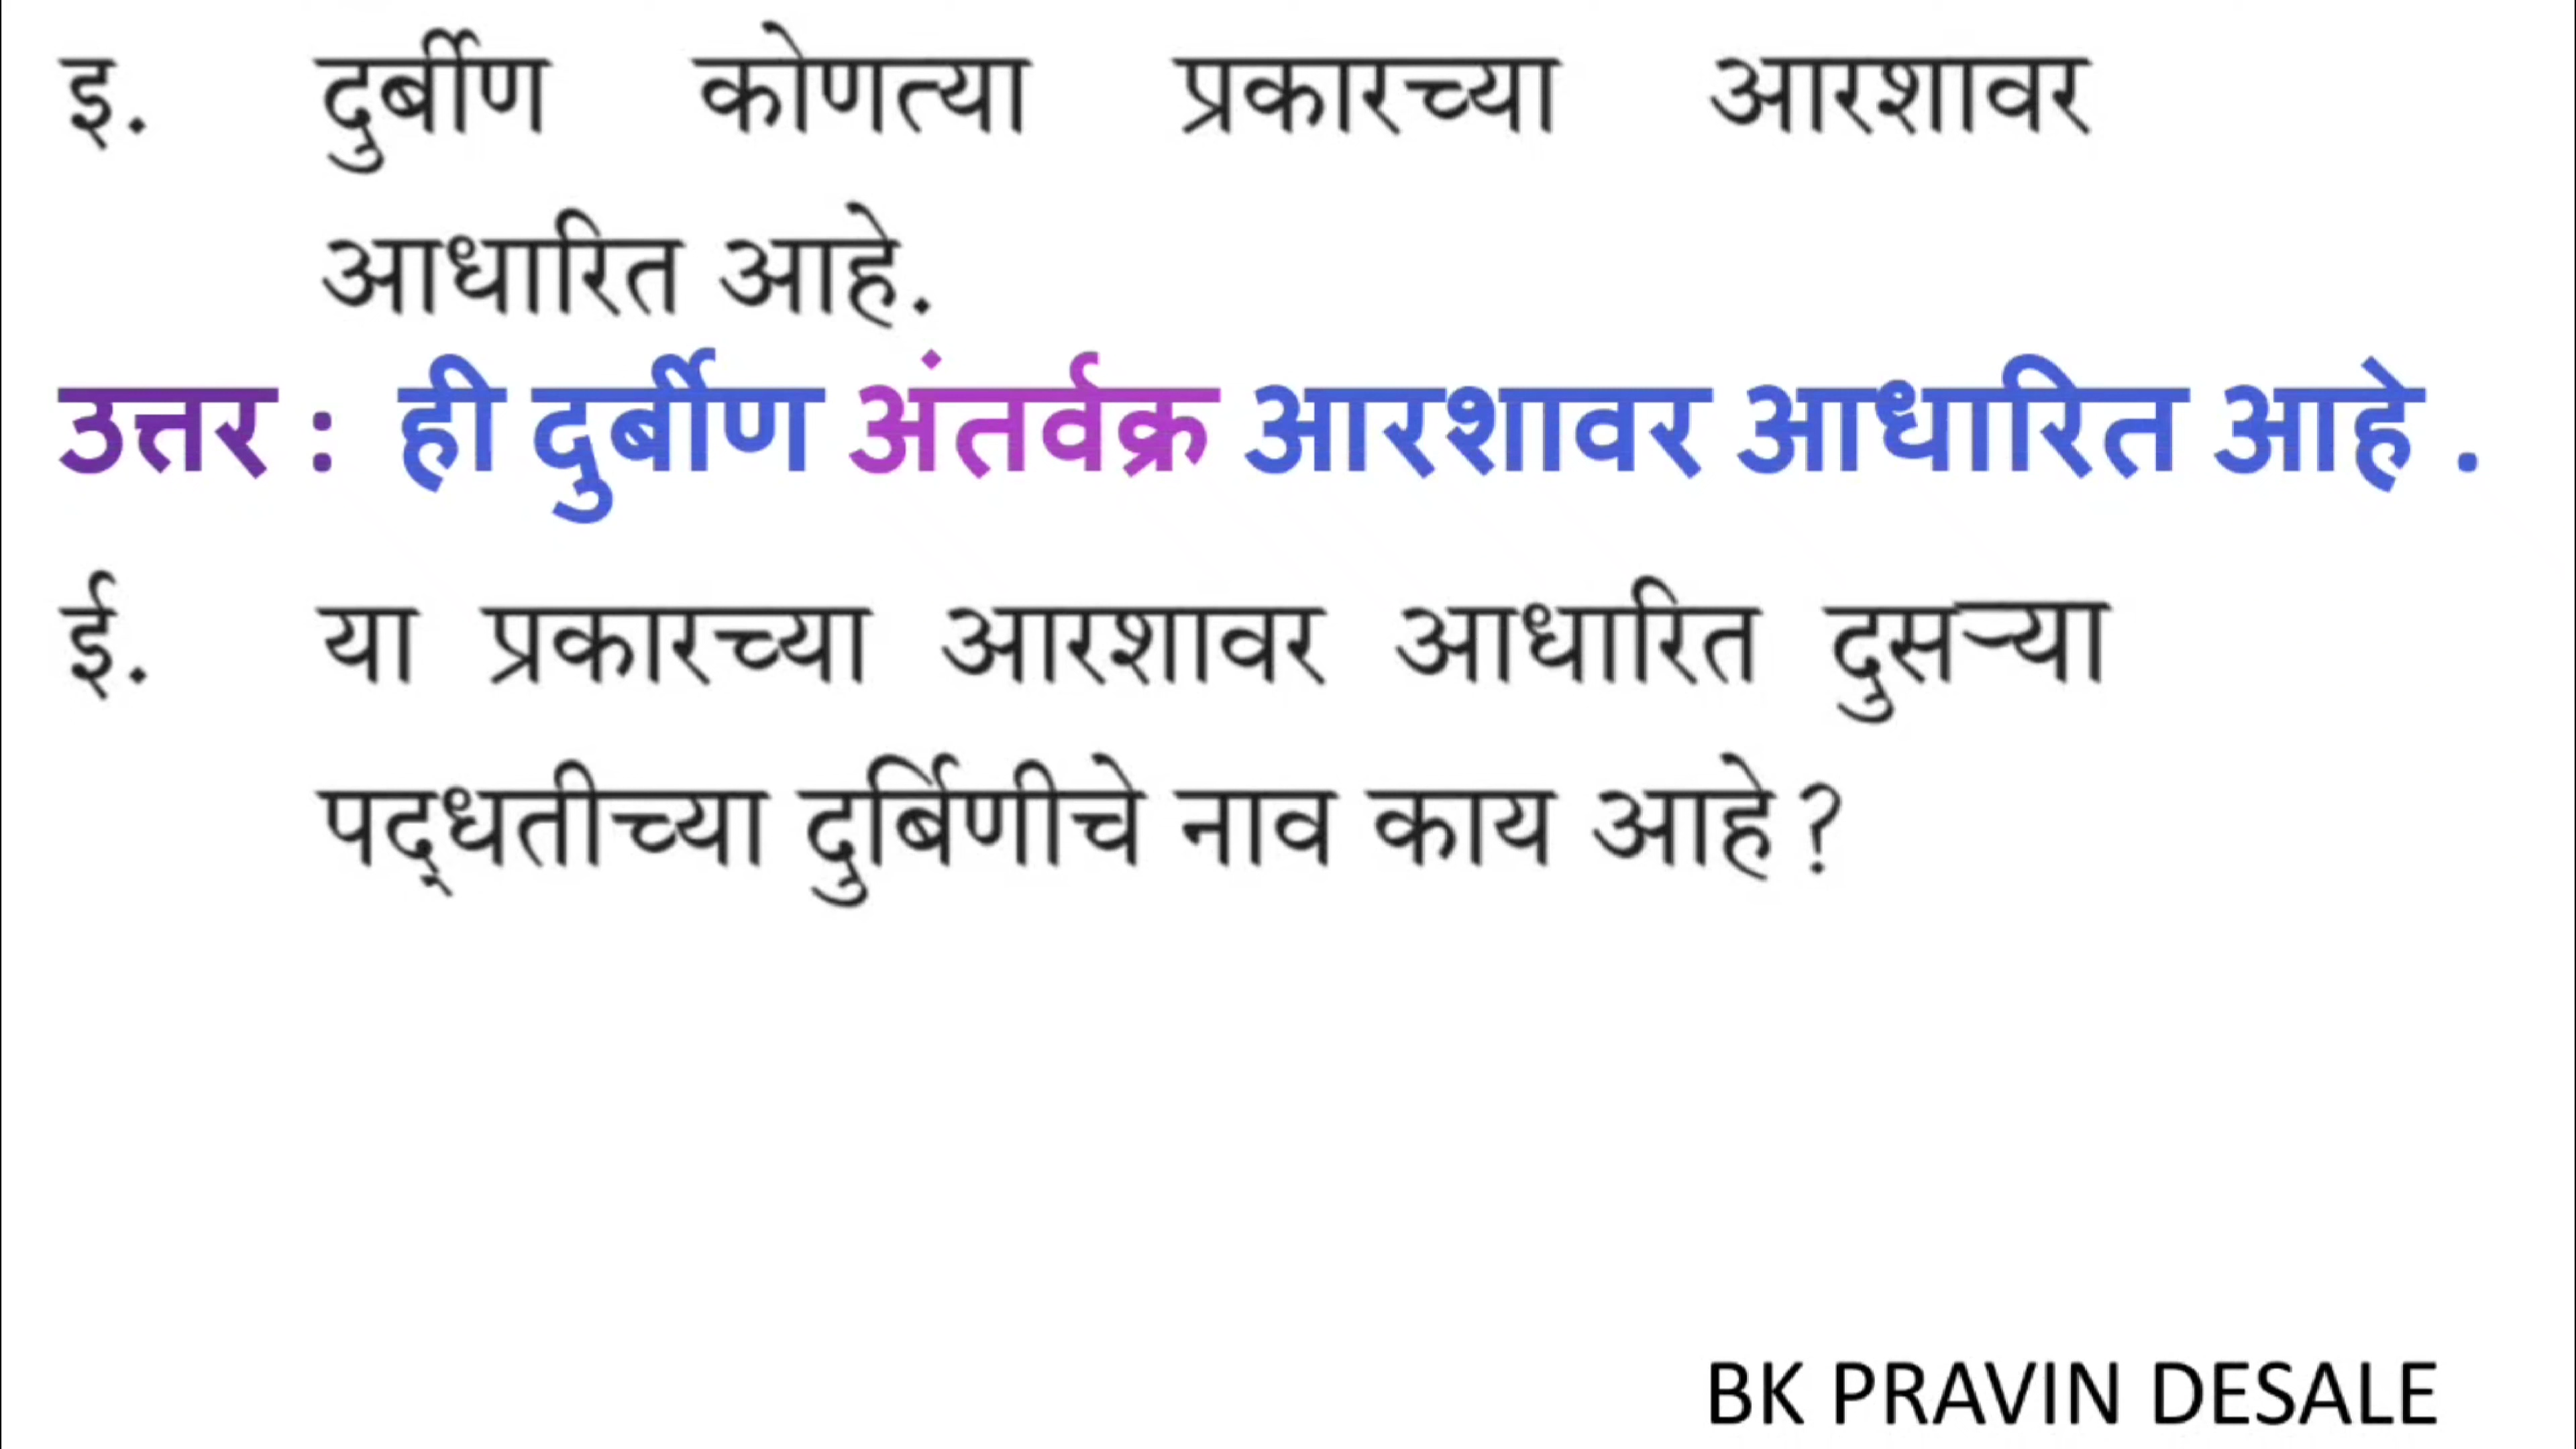 इ. दुर्बीण कोणत्या प्रकारच्या आरशावर
आधारित आहे.
उत्तर : ही दुर्बीण अंतर्वक्र आरशावर आधारित आहे .
ई. या प्रकारच्या आरशावर आधारित दुसऱ्या
पद्धतीच्या दुर्बिणीचे नाव काय आहे?
BK PRAVIN DESALE